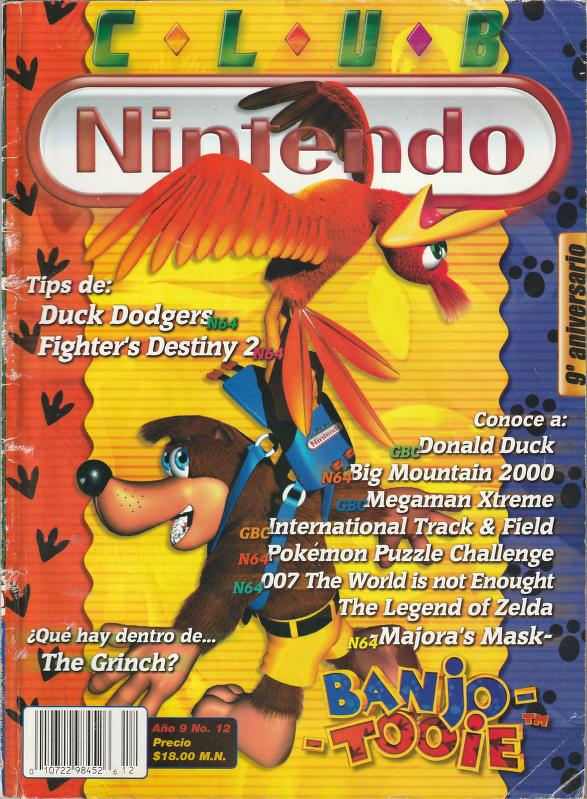 CLUB
Nintendo
9º aniversario
Tips de:
Duck Dodgers N64
Fighter's Destiny 2 N64
Nintendo
Conoce a:
GBC Donald Duck
N64 Big Mountain 2000
GBC Megaman Xtreme
GBC International Track & Field
N64 Pokémon Puzzle Challenge
N64 007 The World is not Enought
The Legend of Zelda
N64 -Majora's Mask-
¿Qué hay dentro de...
The Grinch?
BANJO-
-TOOIE™
Año 9 No. 12
Precio
$18.00 M.N.
0 10722 98452 6 12